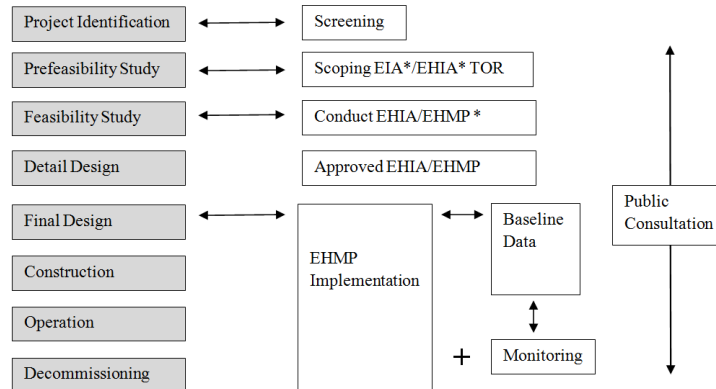 Project Identification
Screening
Prefeasibility Study
Scoping EIA*/EHIA* TOR
Feasibility Study
Conduct EHIA/EHMP *
Detail Design
Approved EHIA/EHMP
Final Design
EHMP
Implementation
Baseline
Data
Public
Consultation
Construction
Operation
Decommissioning
+
Monitoring